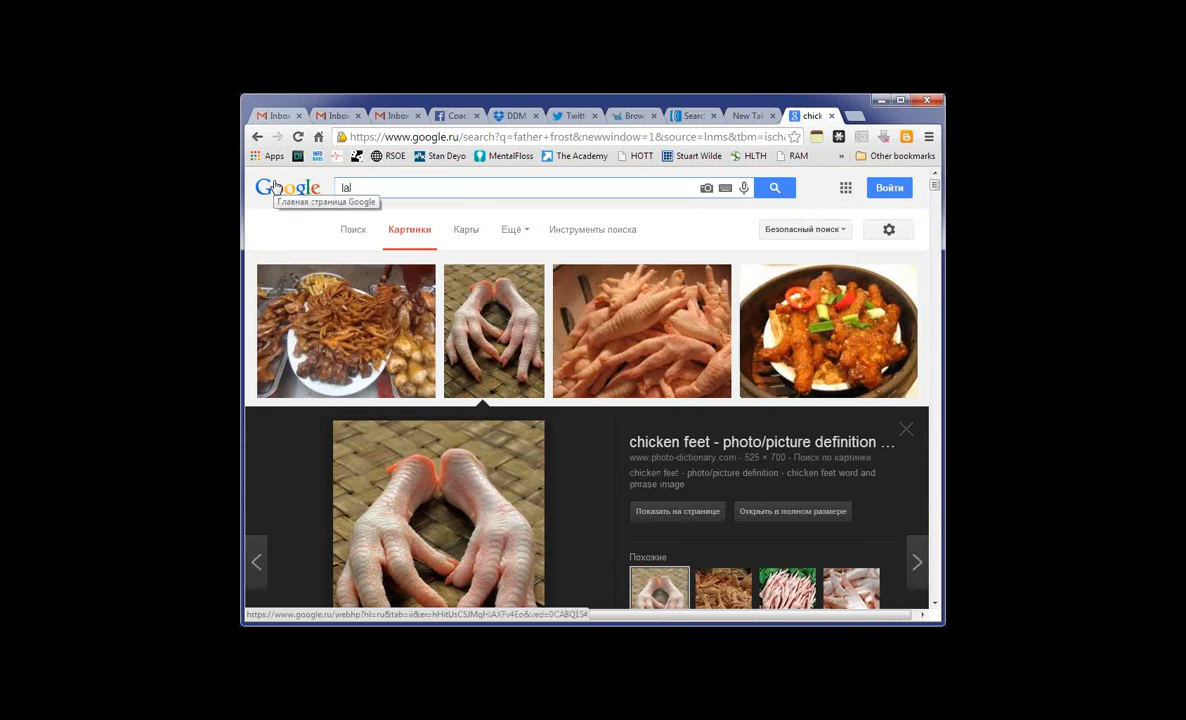 Inbox Inbox Inbox Coac DDM Twitt Brow Searc New Tal chick
https://www.google.ru/search?q=father+frost&newwindow=1&source=lnms&tbm=isch
Apps INFO WARS RSOE Stan Deyo MentalFloss The Academy HOTT Stuart Wilde HLTH RAM » Other bookmarks
Google lal Войти
Главная страница Google
Поиск Картинки Карты Ещё Инструменты поиска Безопасный поиск
chicken feet - photo/picture definition ...
www.photo-dictionary.com - 525 × 700 - Поиск по картинке
chicken feet - photo/picture definition - chicken feet word and
phrase image
Показать на странице Открыть в полном размере
Похожие